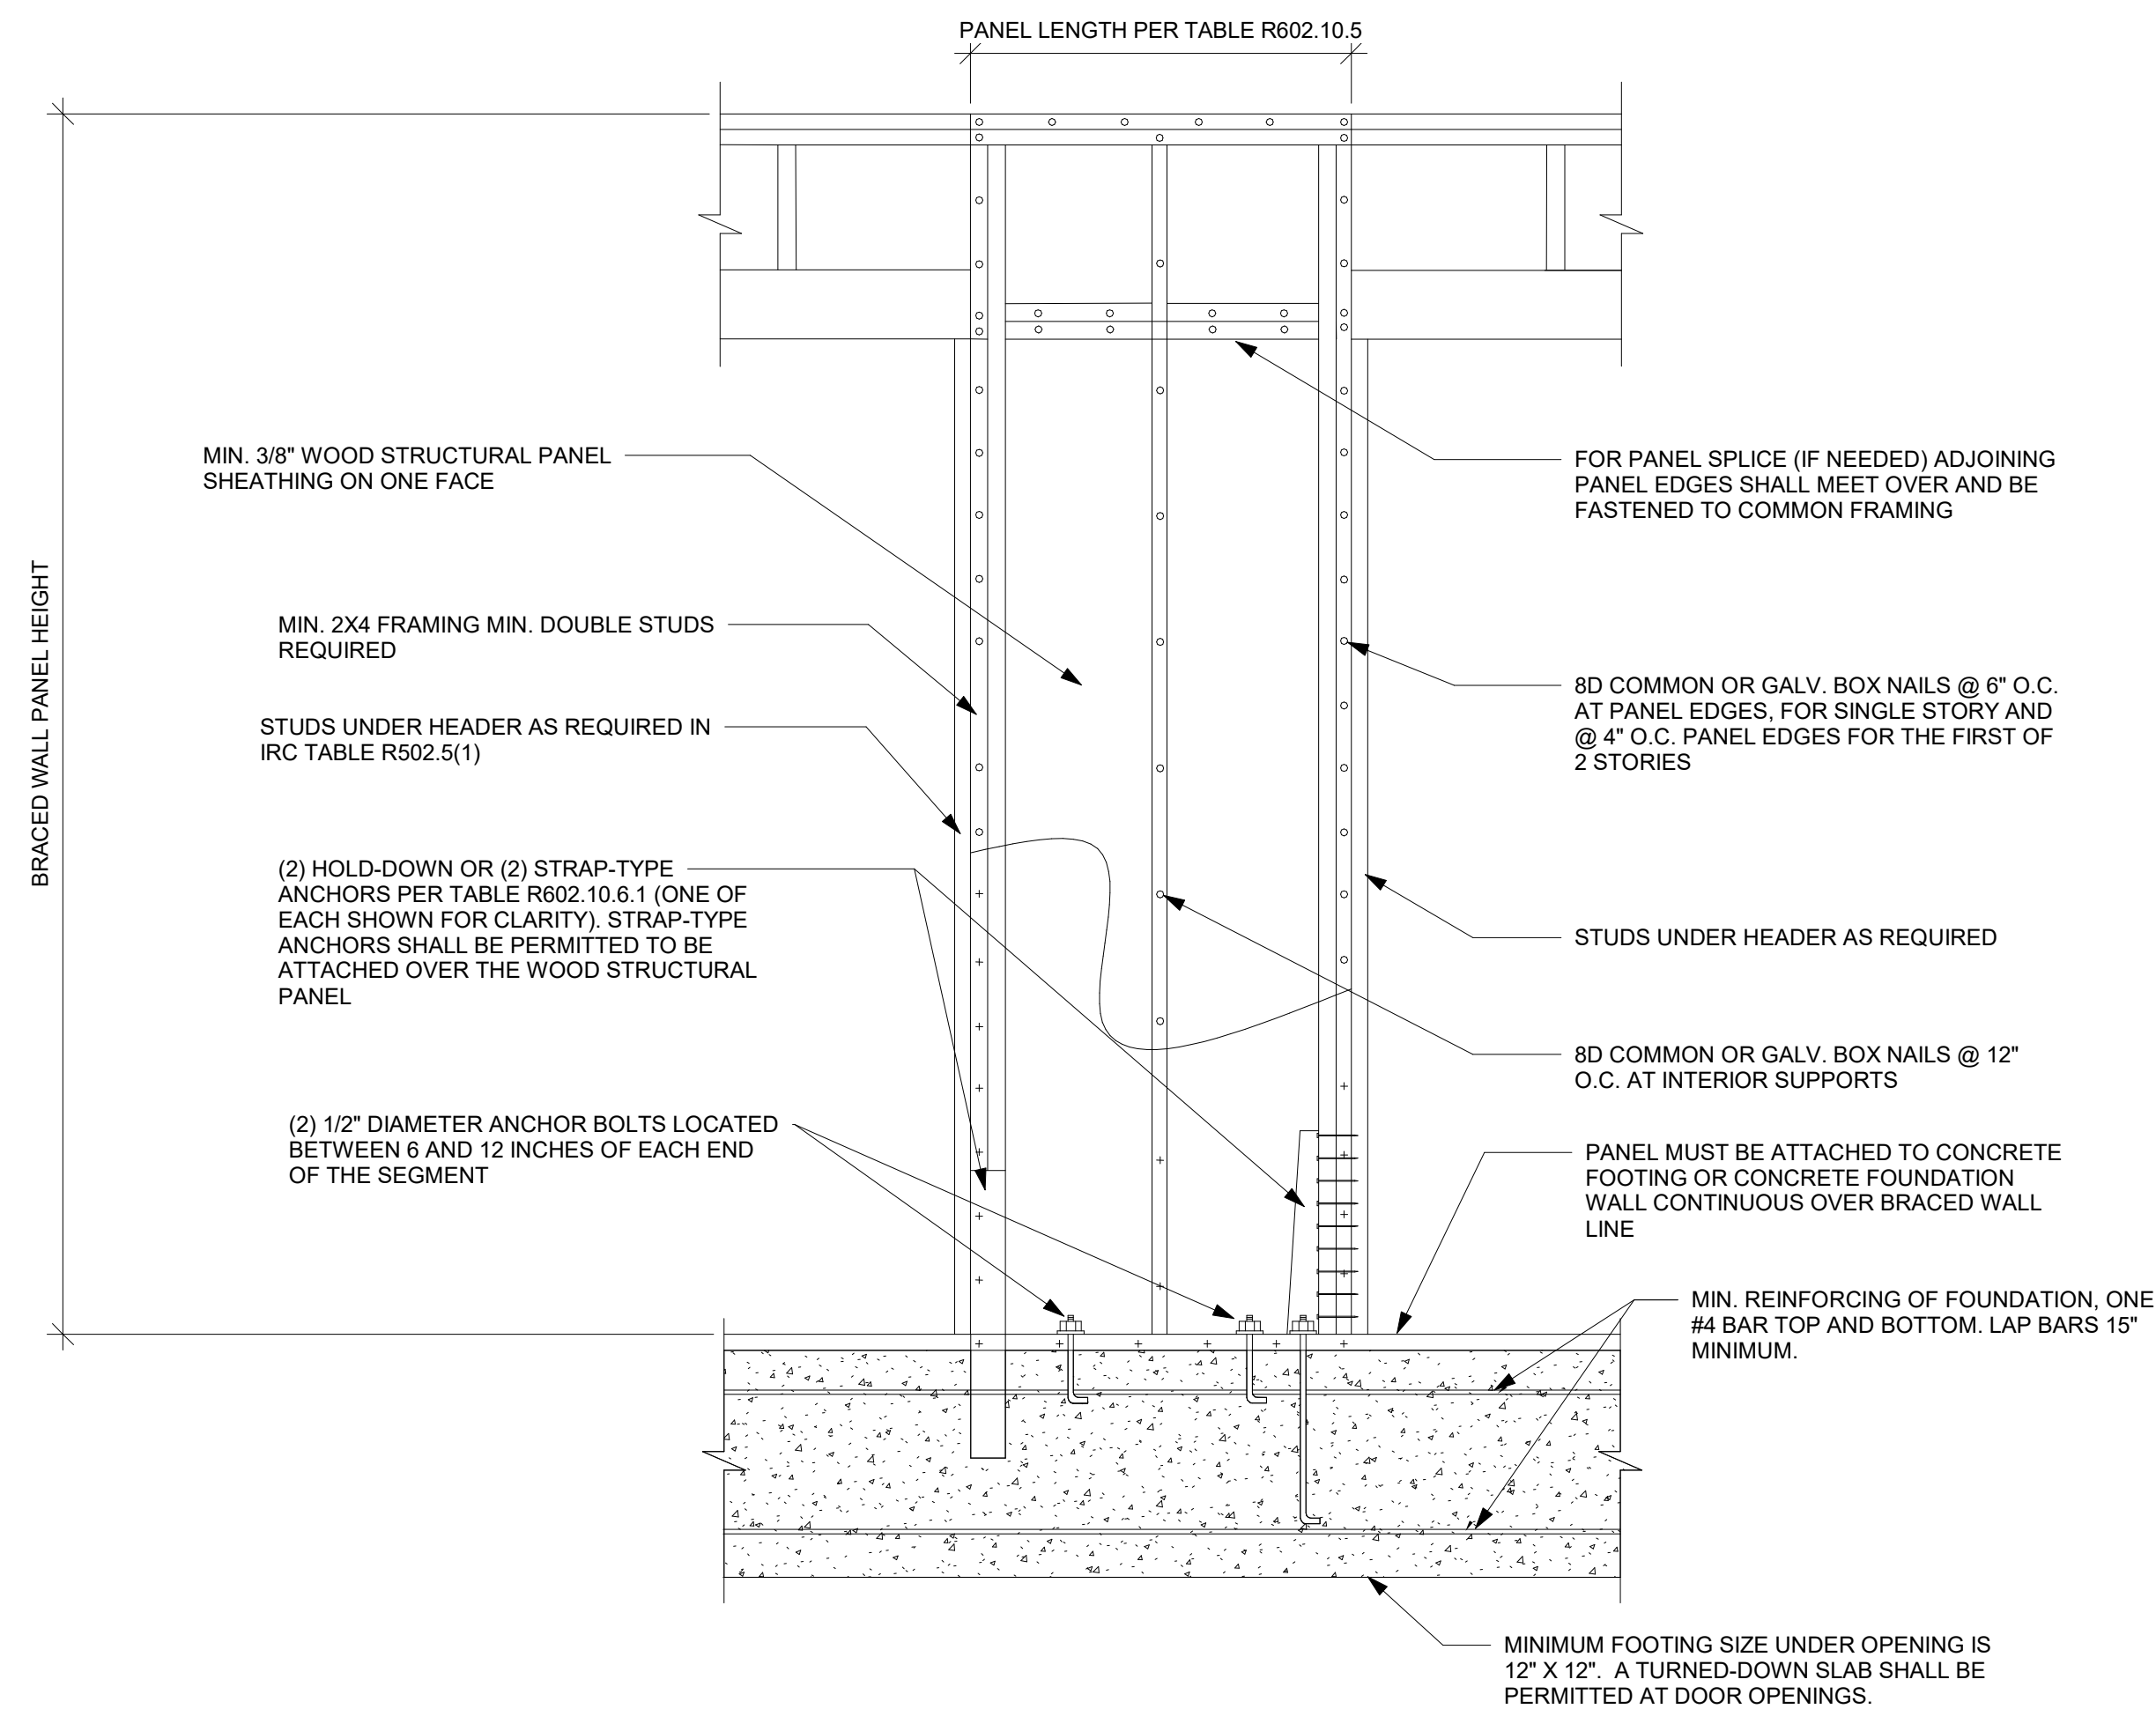 PANEL LENGTH PER TABLE R602.10.5
BRACED WALL PANEL HEIGHT
MIN. 3/8" WOOD STRUCTURAL PANEL
SHEATHING ON ONE FACE
MIN. 2X4 FRAMING MIN. DOUBLE STUDS
REQUIRED
STUDS UNDER HEADER AS REQUIRED IN
IRC TABLE R502.5(1)
(2) HOLD-DOWN OR (2) STRAP-TYPE
ANCHORS PER TABLE R602.10.6.1 (ONE OF
EACH SHOWN FOR CLARITY). STRAP-TYPE
ANCHORS SHALL BE PERMITTED TO BE
ATTACHED OVER THE WOOD STRUCTURAL
PANEL
(2) 1/2" DIAMETER ANCHOR BOLTS LOCATED
BETWEEN 6 AND 12 INCHES OF EACH END
OF THE SEGMENT
FOR PANEL SPLICE (IF NEEDED) ADJOINING
PANEL EDGES SHALL MEET OVER AND BE
FASTENED TO COMMON FRAMING
8D COMMON OR GALV. BOX NAILS @ 6" O.C.
AT PANEL EDGES, FOR SINGLE STORY AND
@ 4" O.C. PANEL EDGES FOR THE FIRST OF
2 STORIES
STUDS UNDER HEADER AS REQUIRED
8D COMMON OR GALV. BOX NAILS @ 12"
O.C. AT INTERIOR SUPPORTS
PANEL MUST BE ATTACHED TO CONCRETE
FOOTING OR CONCRETE FOUNDATION
WALL CONTINUOUS OVER BRACED WALL
LINE
MIN. REINFORCING OF FOUNDATION, ONE
#4 BAR TOP AND BOTTOM. LAP BARS 15"
MINIMUM.
MINIMUM FOOTING SIZE UNDER OPENING IS
12" X 12". A TURNED-DOWN SLAB SHALL BE
PERMITTED AT DOOR OPENINGS.